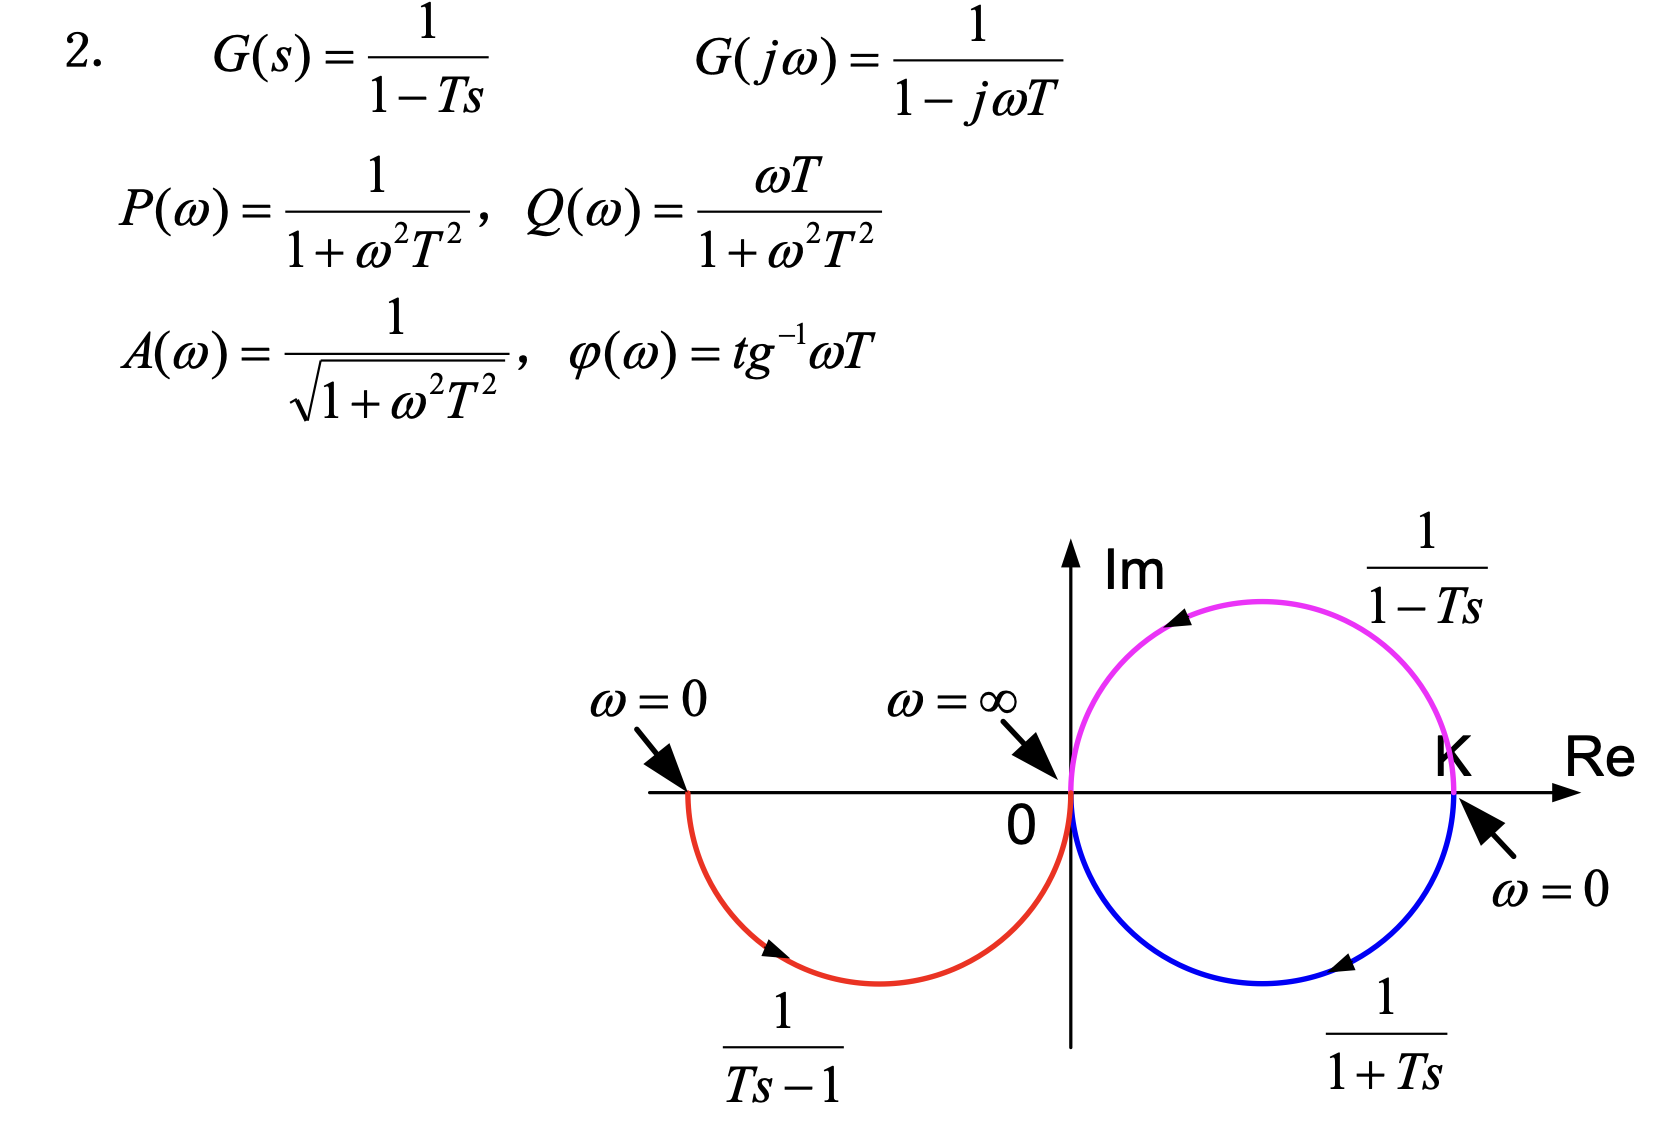 2. G(s) = 1/(1 − Ts) G(jω) = 1/(1 − jωT)
P(ω) = 1/(1 + ω²T²), Q(ω) = ωT/(1 + ω²T²)
A(ω) = 1/√(1 + ω²T²), φ(ω) = tg⁻¹ωT
Im
1/(1 − Ts)
ω = 0
ω = ∞
K
Re
0
ω = 0
1/(Ts − 1)
1/(1 + Ts)